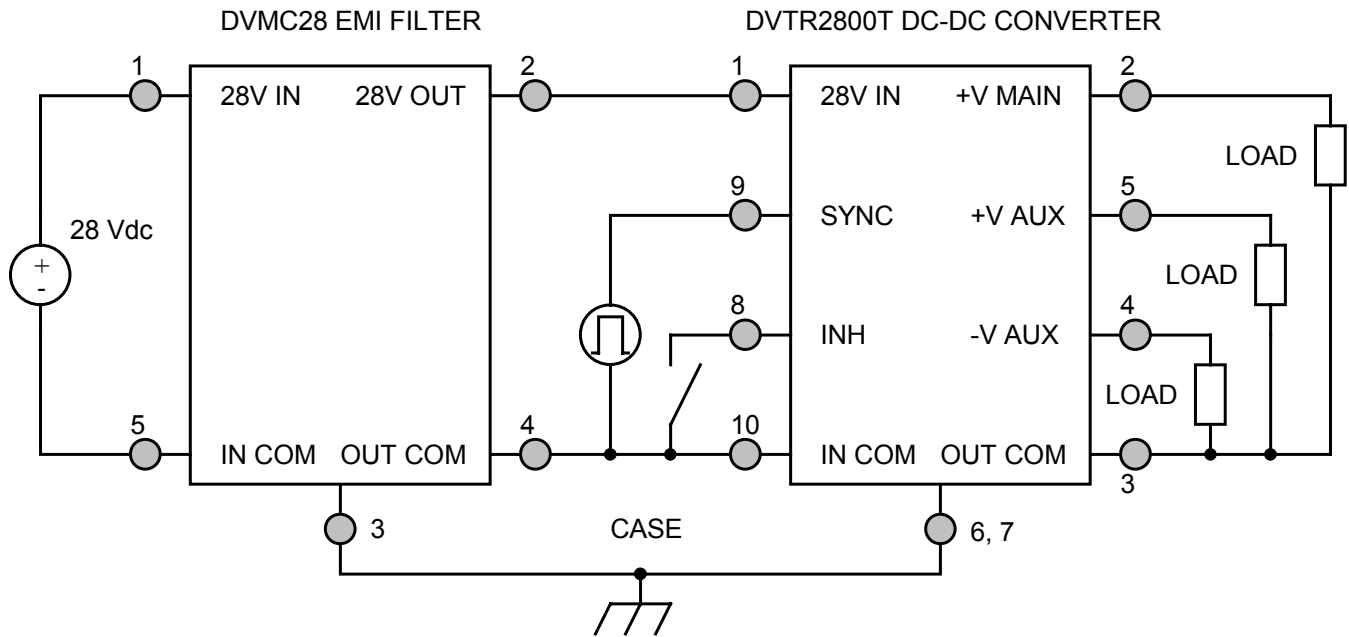 DVMC28 EMI FILTER
DVTR2800T DC-DC CONVERTER
1
28V IN
28V OUT
2
1
28V IN
+V MAIN
2
LOAD
9
SYNC
+V AUX
5
28 Vdc
+
-
LOAD
8
INH
-V AUX
4
LOAD
5
IN COM
OUT COM
4
10
IN COM
OUT COM
3
3
CASE
6, 7